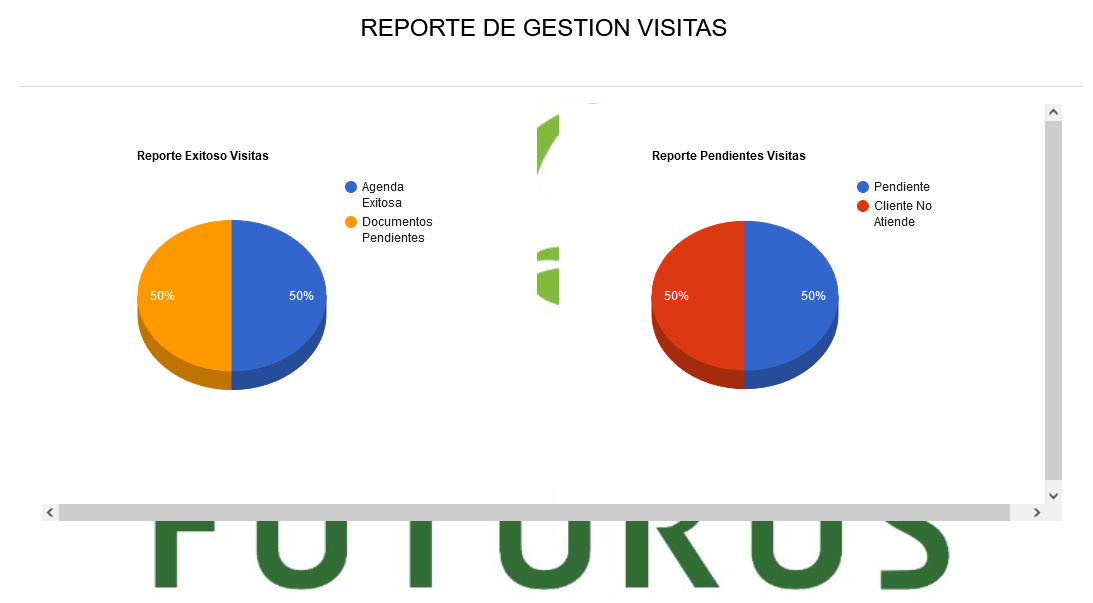 REPORTE DE GESTION VISITAS
Reporte Exitoso Visitas
Agenda
Exitosa
Documentos
Pendientes
50%
50%
Reporte Pendientes Visitas
Pendiente
Cliente No
Atiende
50%
50%
FUTURUS